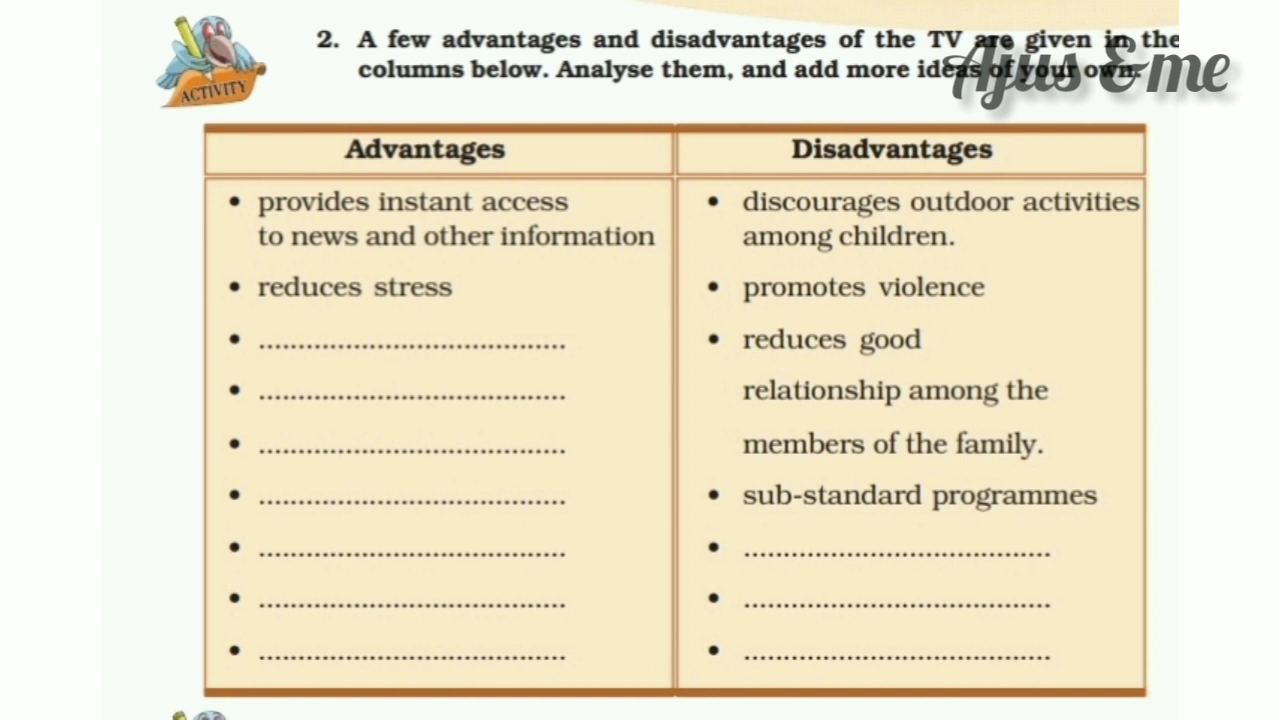 ACTIVITY
2. A few advantages and disadvantages of the TV are given in the
columns below. Analyse them, and add more ideas of your own.
Ajus & me
Advantages
• provides instant access
to news and other information
• reduces stress
• .......................................
• .......................................
• .......................................
• .......................................
• .......................................
• .......................................
• .......................................
Disadvantages
• discourages outdoor activities
among children.
• promotes violence
• reduces good
relationship among the
members of the family.
• sub-standard programmes
• .......................................
• .......................................
• .......................................